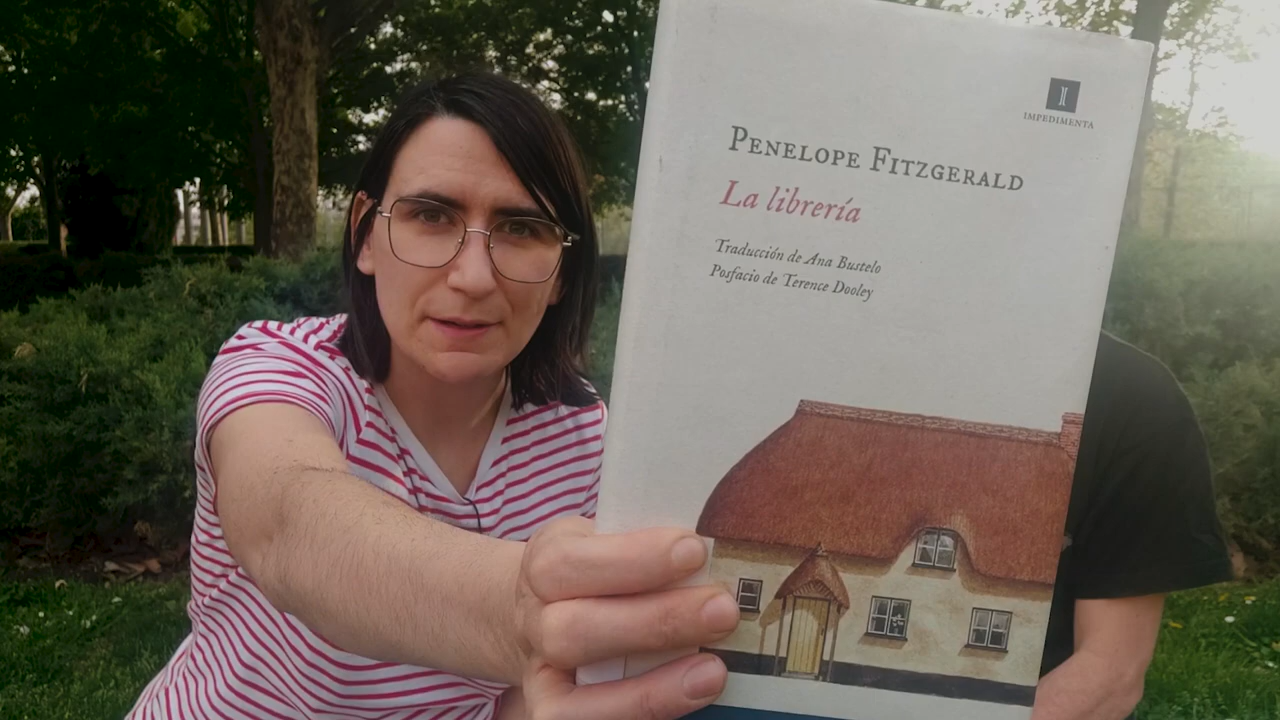 IMPEDIMENTA
PENELOPE FITZGERALD
La librería
Traducción de Ana Bustelo
Posfacio de Terence Dooley